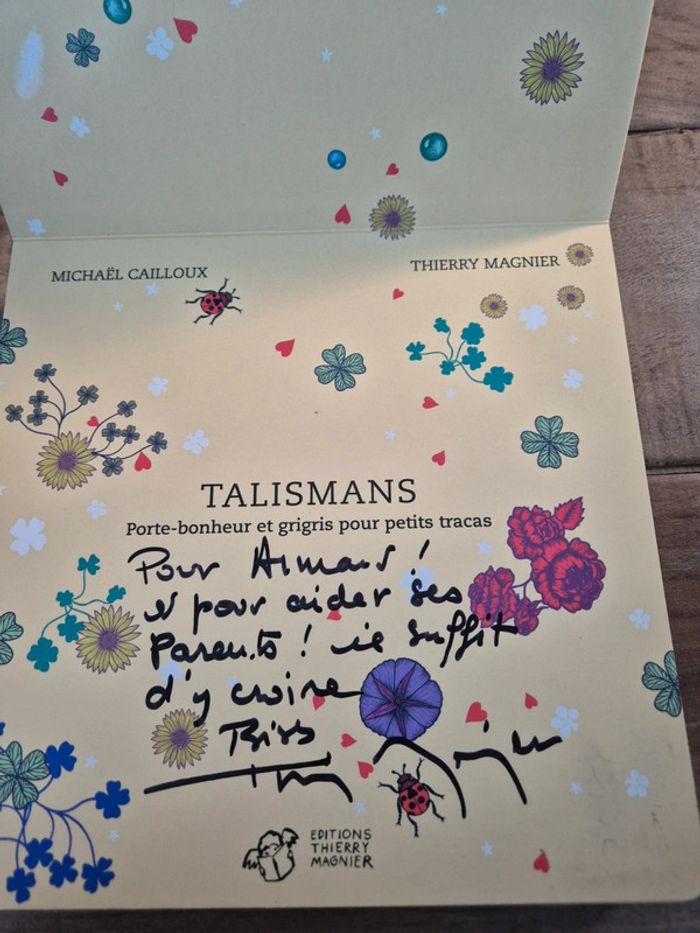 MICHAËL CAILLOUX
THIERRY MAGNIER
TALISMANS
Porte-bonheur et grigris pour petits tracas
Pour Armand !
et pour aider ses
Parents ! il suffit
d'y croire
Bises
EDITIONS
THIERRY
MAGNIER